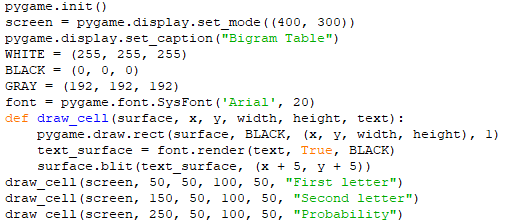 pygame.init()
screen = pygame.display.set_mode((400, 300))
pygame.display.set_caption("Bigram Table")
WHITE = (255, 255, 255)
BLACK = (0, 0, 0)
GRAY = (192, 192, 192)
font = pygame.font.SysFont('Arial', 20)
def draw_cell(surface, x, y, width, height, text):
    pygame.draw.rect(surface, BLACK, (x, y, width, height), 1)
    text_surface = font.render(text, True, BLACK)
    surface.blit(text_surface, (x + 5, y + 5))
draw_cell(screen, 50, 50, 100, 50, "First letter")
draw_cell(screen, 150, 50, 100, 50, "Second letter")
draw_cell(screen, 250, 50, 100, 50, "Probability")